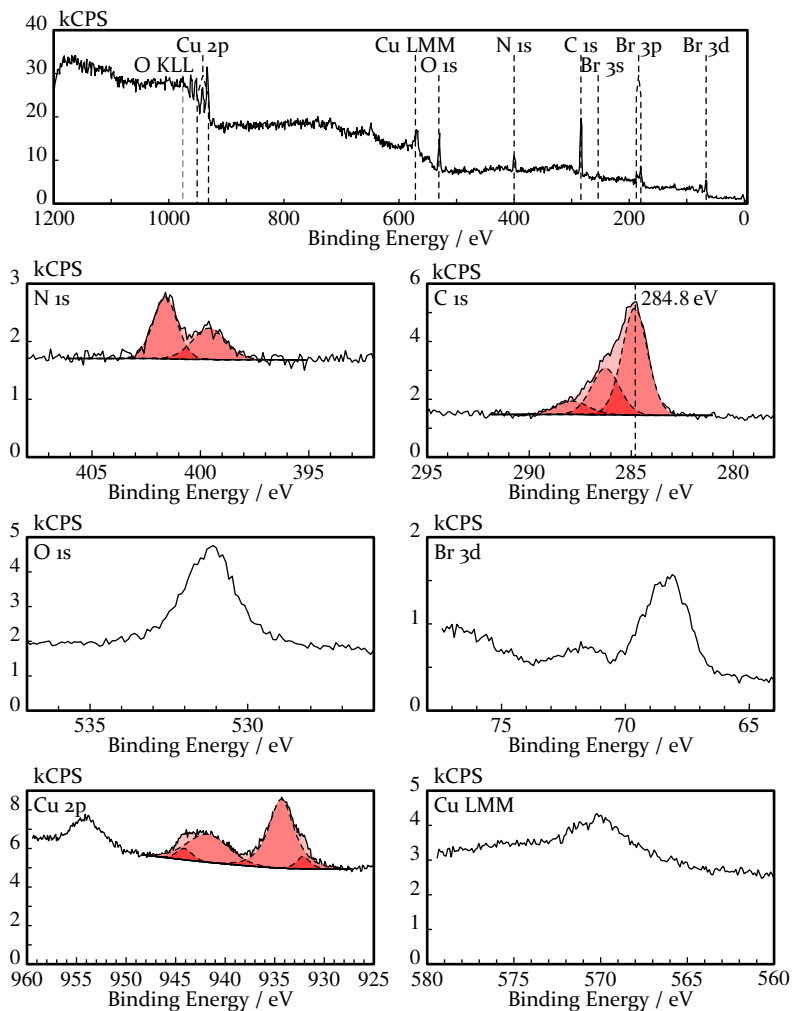 kCPS
40
30
20
10
0
O KLL
Cu 2p
Cu LMM
O 1s
N 1s
C 1s
Br 3s
Br 3p
Br 3d
1200 1000 800 600 400 200 0
Binding Energy / eV
kCPS
N 1s
3
2
1
0
405 400 395
Binding Energy / eV
kCPS
C 1s
284.8 eV
6
4
2
0
295 290 285 280
Binding Energy / eV
kCPS
O 1s
5
4
3
2
1
0
535 530
Binding Energy / eV
kCPS
Br 3d
2
1
0
75 70 65
Binding Energy / eV
kCPS
Cu 2p
8
6
4
2
0
960 955 950 945 940 935 930 925
Binding Energy / eV
kCPS
Cu LMM
5
4
3
2
1
0
580 575 570 565 560
Binding Energy / eV